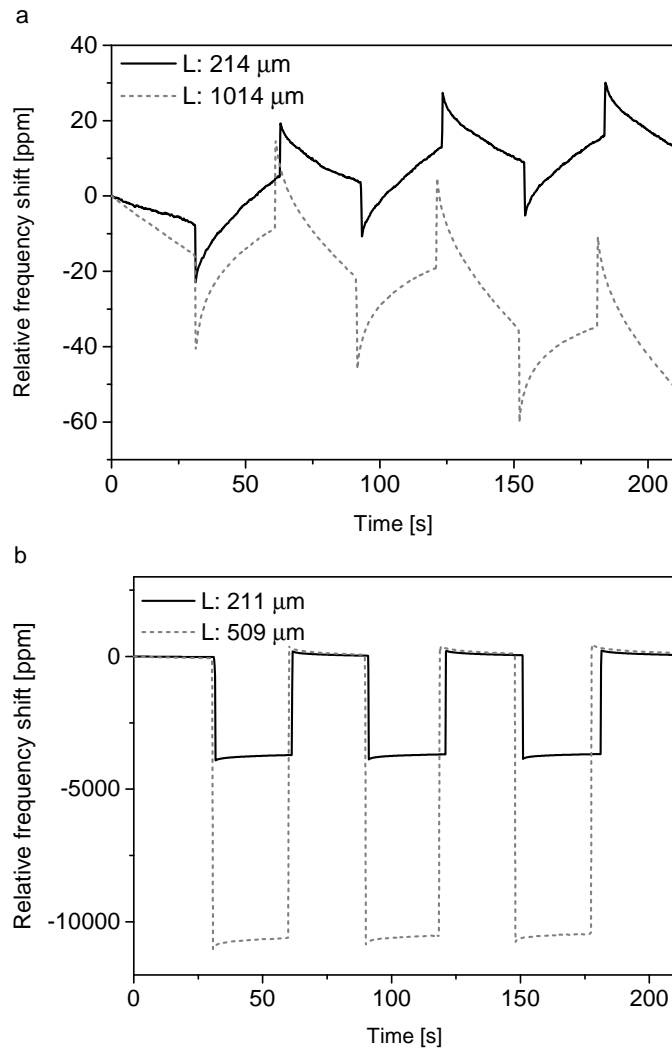 a
L: 214 μm
L: 1014 μm
Relative frequency shift [ppm]
40
20
0
-20
-40
-60
0
50
100
150
200
Time [s]
b
L: 211 μm
L: 509 μm
Relative frequency shift [ppm]
0
-5000
-10000
0
50
100
150
200
Time [s]